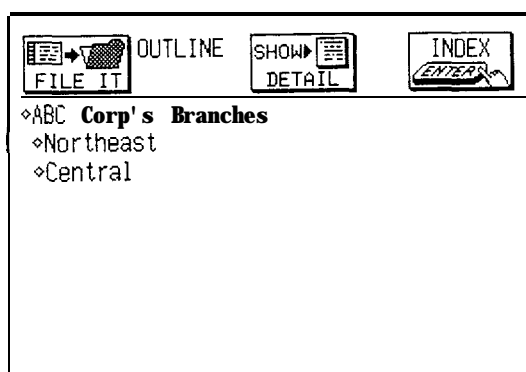 FILE IT OUTLINE SHOW DETAIL INDEX ENTER
◇ABC Corp's Branches
◇Northeast
◇Central